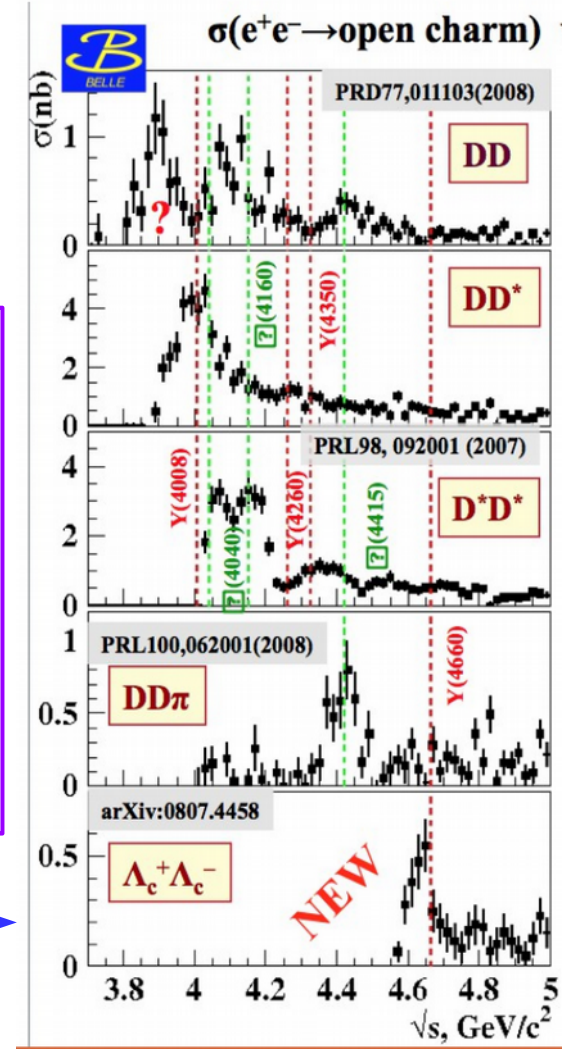 σ(e⁺e⁻→open charm)
BELLE
σ(nb)
PRD77,011103(2008)
DD
1
0
?
4
2
0
?(4160)
Y(4350)
DD*
PRL98, 092001 (2007)
4
2
0
Y(4008)
?(4040)
Y(4260)
?(4415)
D*D*
PRL100,062001(2008)
1
0.5
0
DDπ
Y(4660)
arXiv:0807.4458
0.5
0
Λc⁺Λc⁻
NEW
3.8 4 4.2 4.4 4.6 4.8 5
√s, GeV/c²